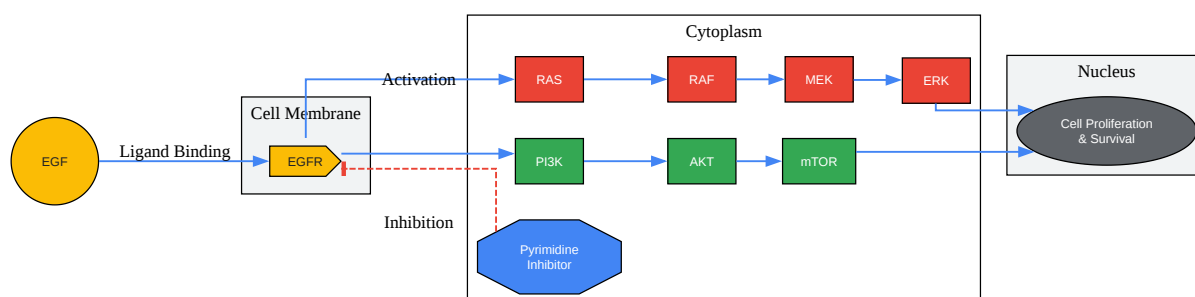 Cytoplasm
Activation
RAS
RAF
MEK
ERK
Nucleus
Cell Proliferation
& Survival
Cell Membrane
EGF
Ligand Binding
EGFR
PI3K
AKT
mTOR
Inhibition
Pyrimidine
Inhibitor